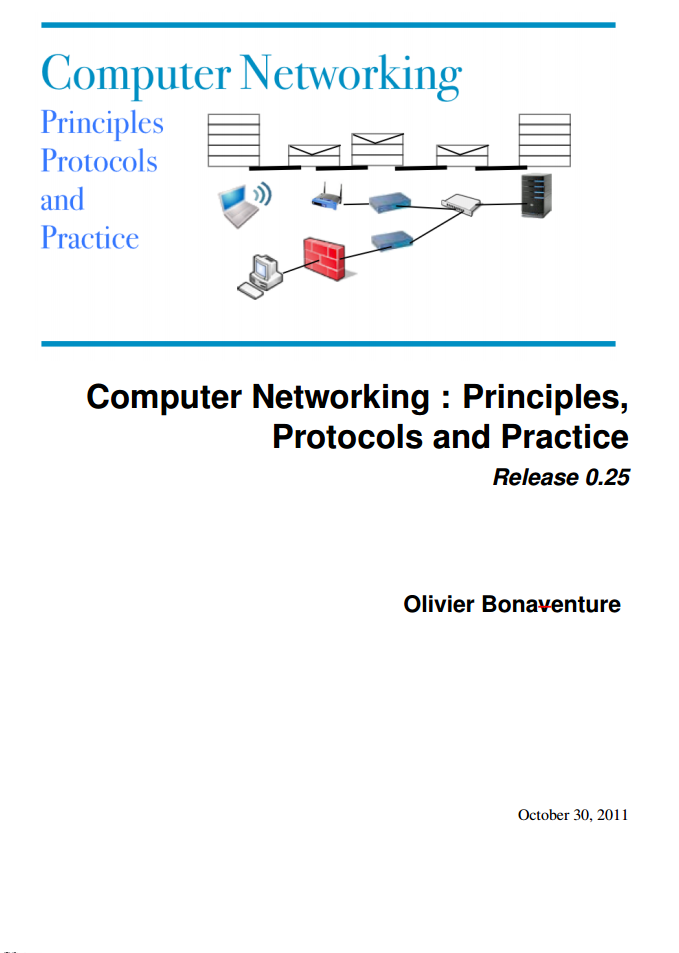 Computer Networking
Principles
Protocols
and
Practice
Computer Networking : Principles,
Protocols and Practice
Release 0.25
Olivier Bonaventure
October 30, 2011